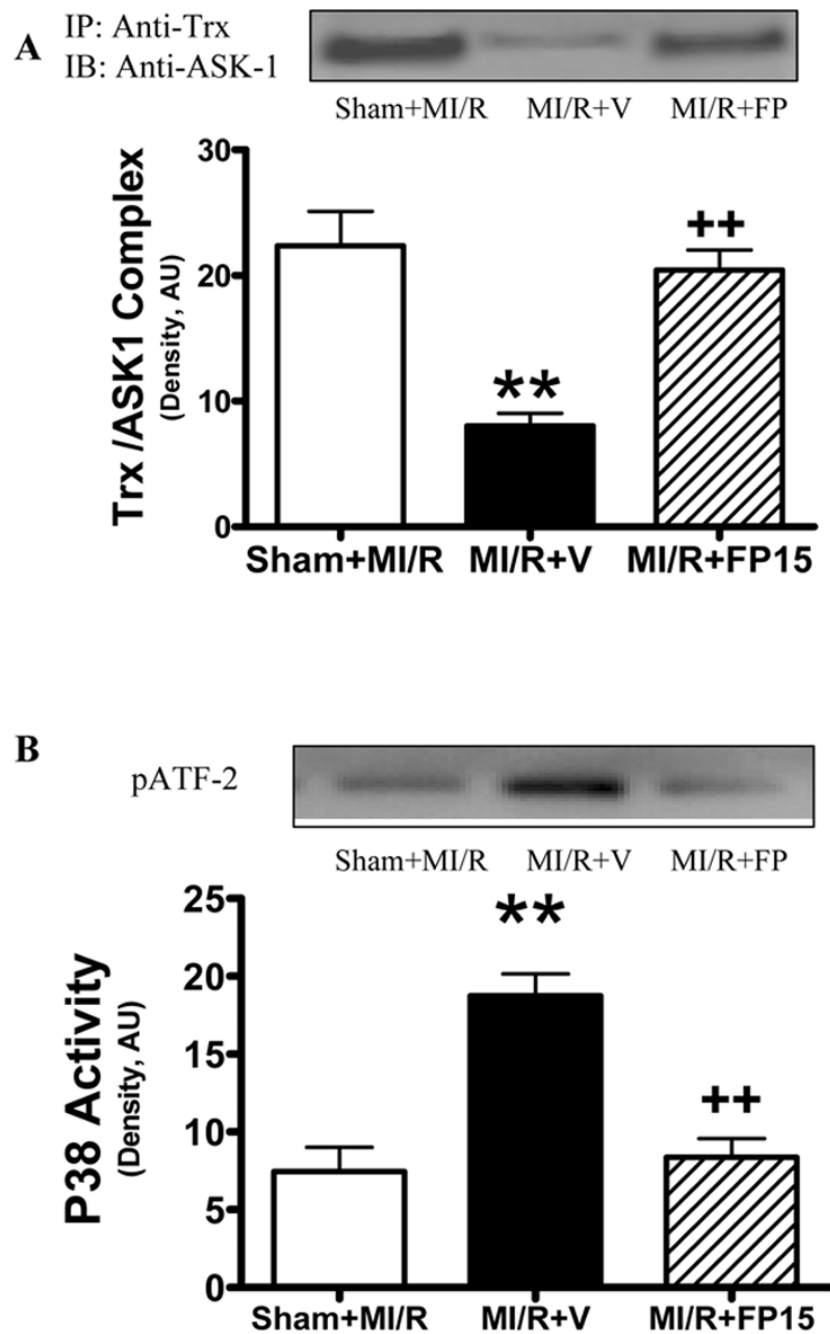 A
IP: Anti-Trx
IB: Anti-ASK-1
Sham+MI/R MI/R+V MI/R+FP
30
20
10
0
Trx /ASK1 Complex
(Density, AU)
**
++
Sham+MI/R MI/R+V MI/R+FP15
B
pATF-2
Sham+MI/R MI/R+V MI/R+FP
25
20
15
10
5
0
P38 Activity
(Density, AU)
**
++
Sham+MI/R MI/R+V MI/R+FP15